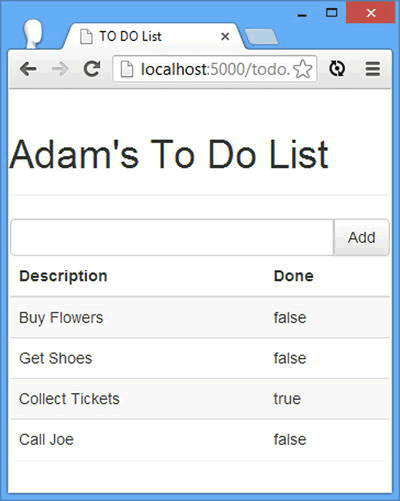 TO DO List
localhost:5000/todo.
Adam's To Do List
Add
Description Done
Buy Flowers false
Get Shoes false
Collect Tickets true
Call Joe false